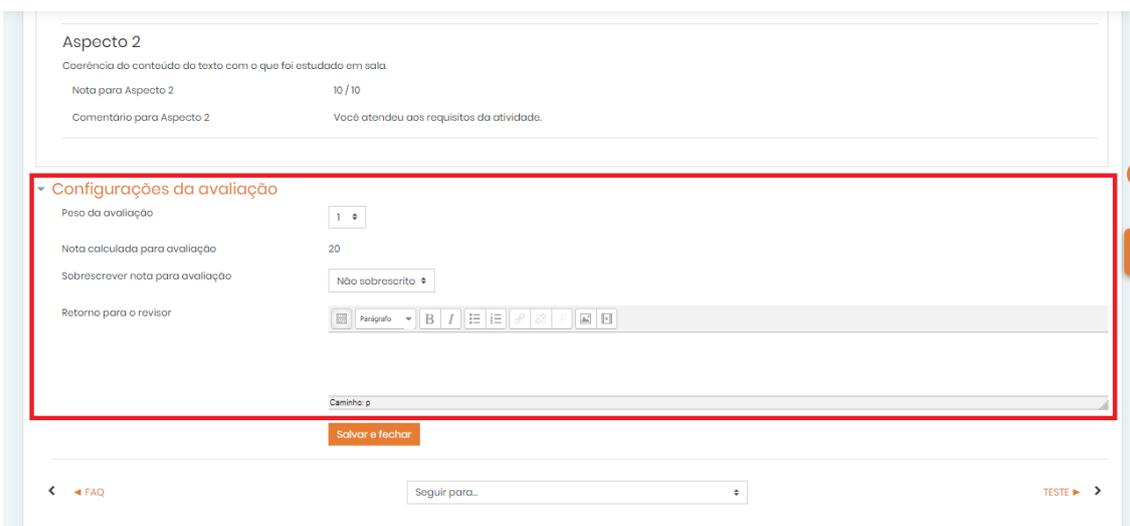 Aspecto 2
Coerência do conteúdo do texto com o que foi estudado em sala.
Nota para Aspecto 2 10 / 10
Comentário para Aspecto 2 Você atendeu aos requisitos da atividade.
Configurações da avaliação
Peso da avaliação 1
Nota calculada para avaliação 20
Sobrescrever nota para avaliação Não sobrescrito
Retorno para o revisor Parágrafo B I
Caminho: p
Salvar e fechar
◄ FAQ Seguir para... TESTE ►